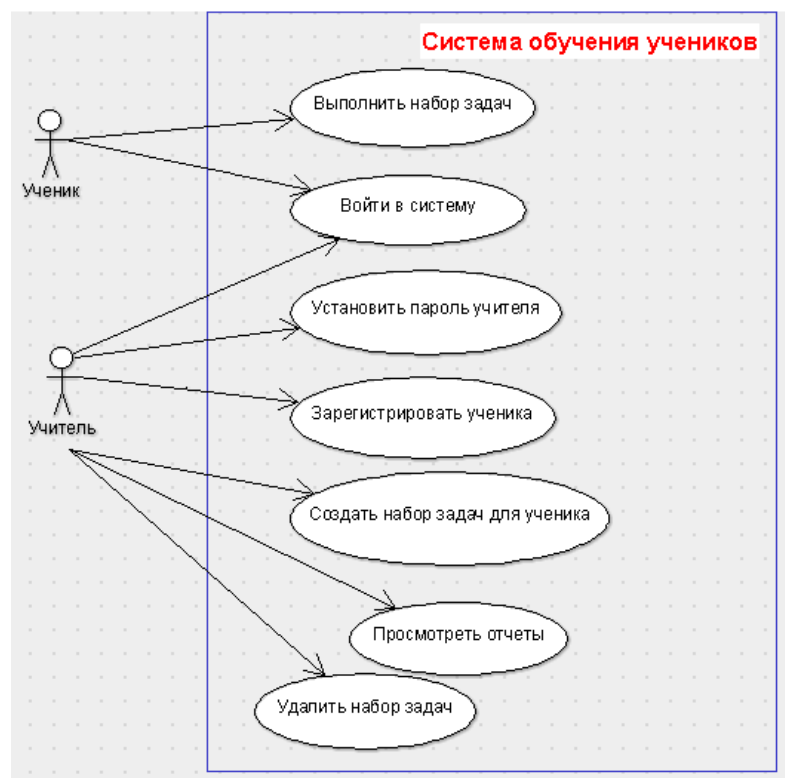 Система обучения учеников
Выполнить набор задач
Ученик
Войти в систему
Установить пароль учителя
Зарегистрировать ученика
Учитель
Создать набор задач для ученика
Просмотреть отчеты
Удалить набор задач